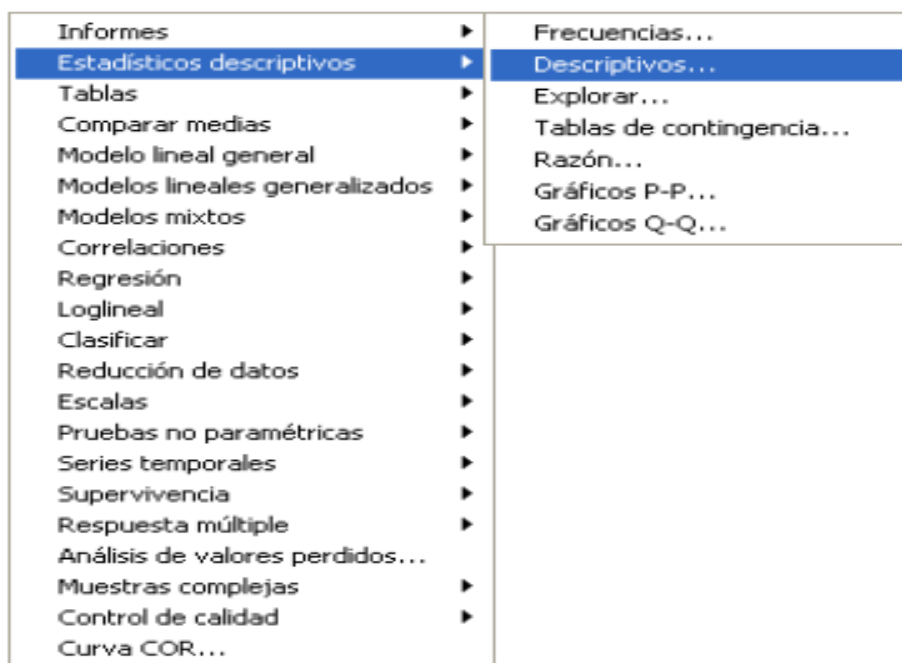 Informes
Estadísticos descriptivos
Tablas
Comparar medias
Modelo lineal general
Modelos lineales generalizados
Modelos mixtos
Correlaciones
Regresión
Loglineal
Clasificar
Reducción de datos
Escalas
Pruebas no paramétricas
Series temporales
Supervivencia
Respuesta múltiple
Análisis de valores perdidos...
Muestras complejas
Control de calidad
Curva COR...
Frecuencias...
Descriptivos...
Explorar...
Tablas de contingencia...
Razón...
Gráficos P-P...
Gráficos Q-Q...